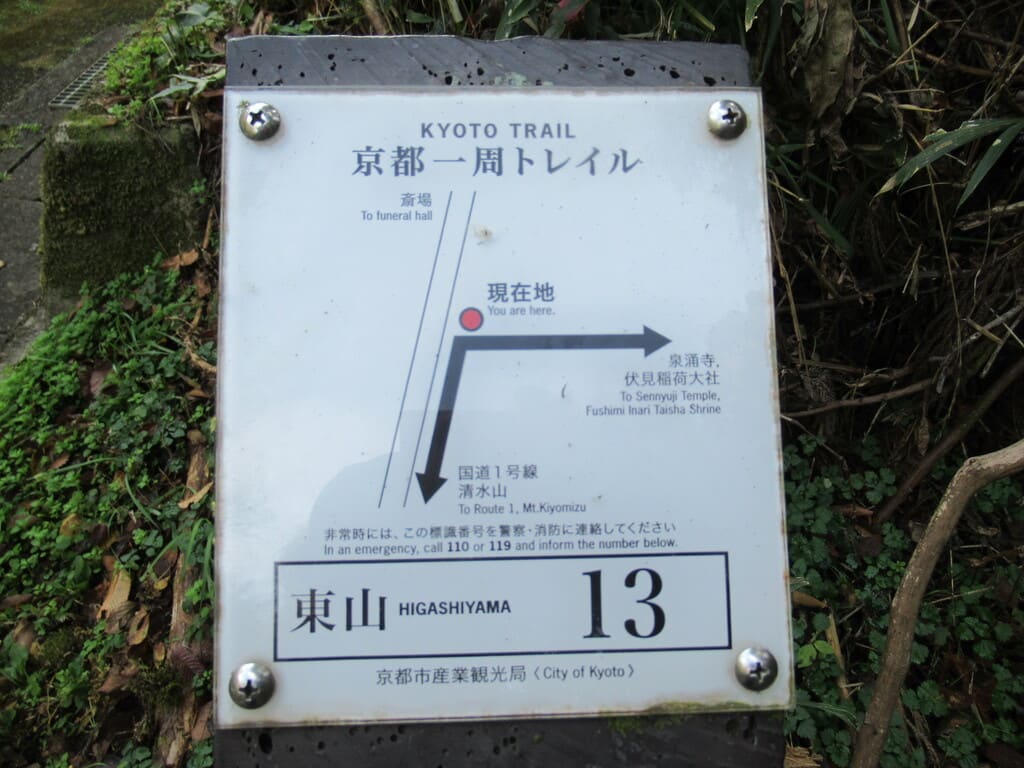 KYOTO TRAIL
京都一周トレイル
斎場
To funeral hall
現在地
You are here.
泉涌寺,
伏見稲荷大社
To Sennyuji Temple,
Fushimi Inari Taisha Shrine
国道1号線
清水山
To Route 1, Mt.Kiyomizu
非常時には、この標識番号を警察・消防に連絡してください
In an emergency, call 110 or 119 and inform the number below.
東山 HIGASHIYAMA 13
京都市産業観光局〈City of Kyoto〉